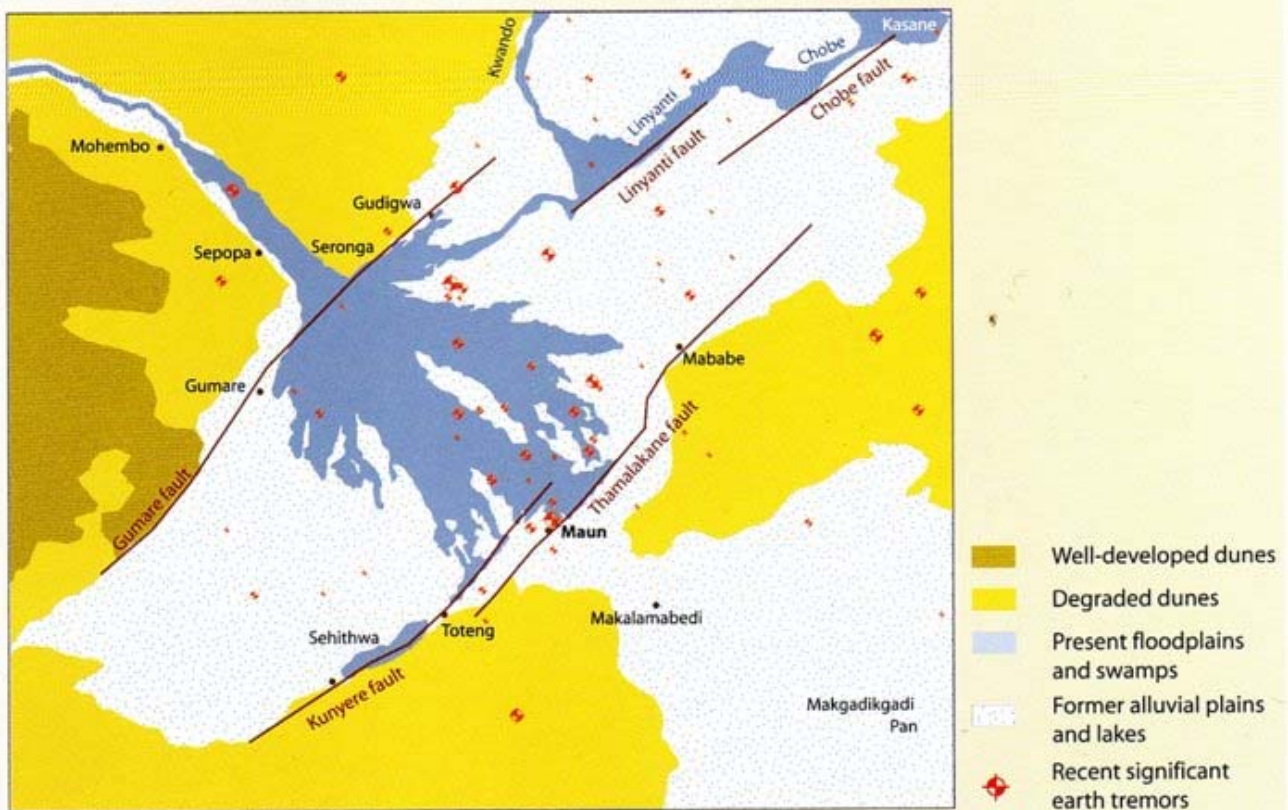 Kasane
Kwando
Chobe
Chobe fault
Linyanti
Linyanti fault
Mohembo
Gudigwa
Sepopa
Seronga
Mababe
Gumare
Thamalakane fault
Gumare fault
Maun
Makalamabedi
Toteng
Sehithwa
Kunyere fault
Makgadikgadi
Pan
Well-developed dunes
Degraded dunes
Present floodplains
and swamps
Former alluvial plains
and lakes
Recent significant
earth tremors